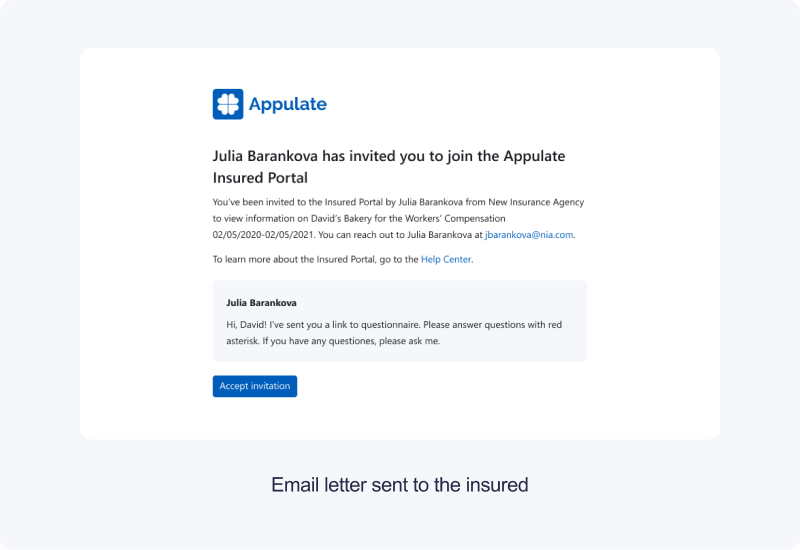 Appulate
Julia Barankova has invited you to join the Appulate
Insured Portal
You've been invited to the Insured Portal by Julia Barankova from New Insurance Agency
to view information on David's Bakery for the Workers' Compensation
02/05/2020-02/05/2021. You can reach out to Julia Barankova at jbarankova@nia.com.
To learn more about the Insured Portal, go to the Help Center.
Julia Barankova
Hi, David! I've sent you a link to questionnaire. Please answer questions with red
asterisk. If you have any questiones, please ask me.
Accept invitation
Email letter sent to the insured